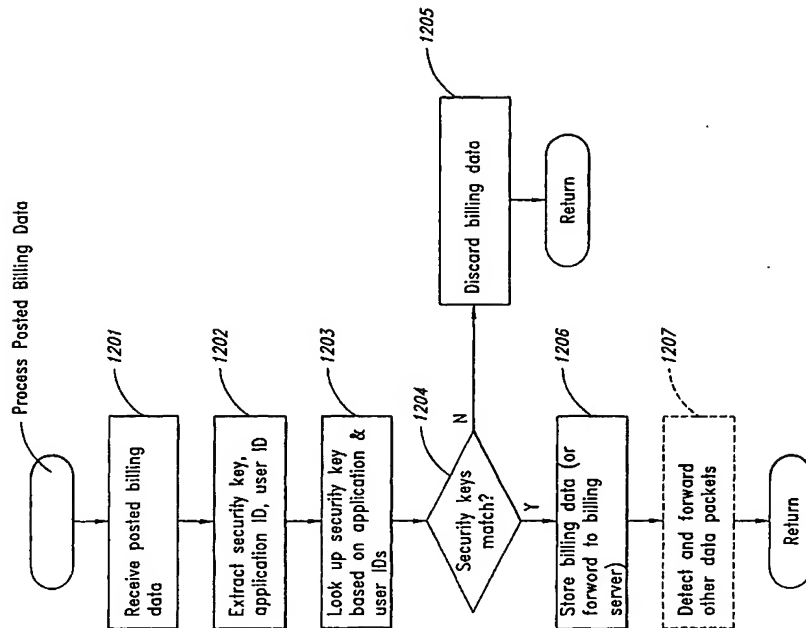 Process Posted Billing Data
1201
Receive posted billing
data
1202
Extract security key,
application ID, user ID
1203
Look up security key
based on application &
user IDs
1204
Security keys
match?
N
Y
1205
Discard billing data
Return
1206
Store billing data (or
forward to billing
server)
1207
Detect and forward
other data packets
Return